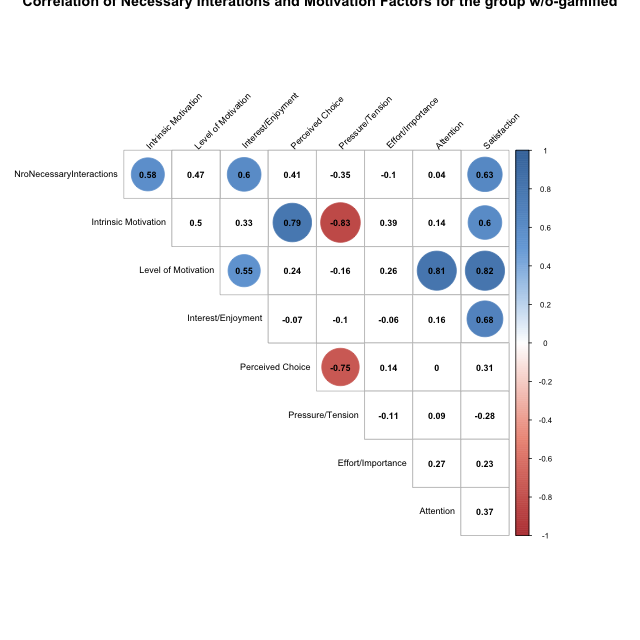 Correlation of Necessary Interations and Motivation Factors for the group w/o-gamified
Intrinsic Motivation
Level of Motivation
Interest/Enjoyment
Perceived Choice
Pressure/Tension
Effort/Importance
Attention
Satisfaction
NroNecessaryInteractions 0.58 0.47 0.6 0.41 -0.35 -0.1 0.04 0.63
Intrinsic Motivation 0.5 0.33 0.79 -0.83 0.39 0.14 0.6
Level of Motivation 0.55 0.24 -0.16 0.26 0.81 0.82
Interest/Enjoyment -0.07 -0.1 -0.06 0.16 0.68
Perceived Choice -0.75 0.14 0 0.31
Pressure/Tension -0.11 0.09 -0.28
Effort/Importance 0.27 0.23
Attention 0.37
1
0.8
0.6
0.4
0.2
0
-0.2
-0.4
-0.6
-0.8
-1